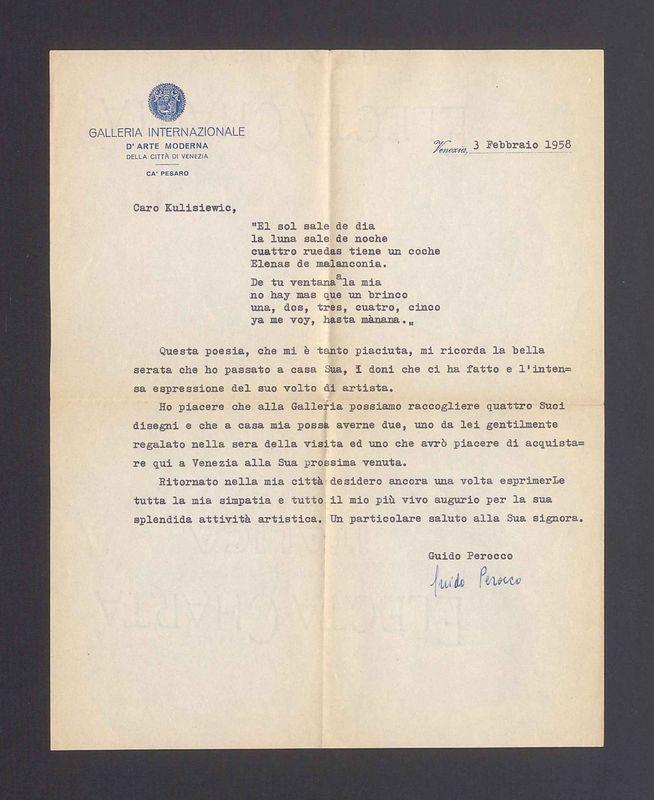 GALLERIA INTERNAZIONALE
D'ARTE MODERNA
DELLA CITTÀ DI VENEZIA
CA' PESARO
Venezia, 3 Febbraio 1958
Caro Kulisiewic,
"El sol sale de dia
la luna sale de noche
cuattro ruedas tiene un coche
Elenas de malanconia.
De tu ventana a la mia
no hay mas que un brinco
una, dos, tres, cuatro, cinco
ya me voy, hasta mànana.„
Questa poesia, che mi è tanto piaciuta, mi ricorda la bella
serata che ho passato a casa Sua, I doni che ci ha fatto e l'inten=
sa espressione del suo volto di artista.
Ho piacere che alla Galleria possiamo raccogliere quattro Suoi
disegni e che a casa mia possa averne due, uno da lei gentilmente
regalato nella sera della visita ed uno che avrò piacere di acquista=
re qui a Venezia alla Sua prossima venuta.
Ritornato nella mia città desidero ancora una volta esprimerLe
tutta la mia simpatia e tutto il mio più vivo augurio per la sua
splendida attività artistica. Un particolare saluto alla Sua signora.
Guido Perocco
Guido Perocco
ELECTA CHARTA